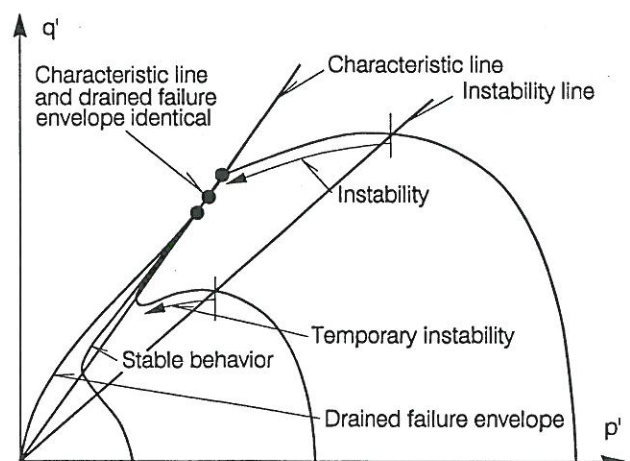 q'
Characteristic line
and drained failure
envelope identical
Characteristic line
Instability line
Instability
Temporary instability
Stable behavior
Drained failure envelope
p'